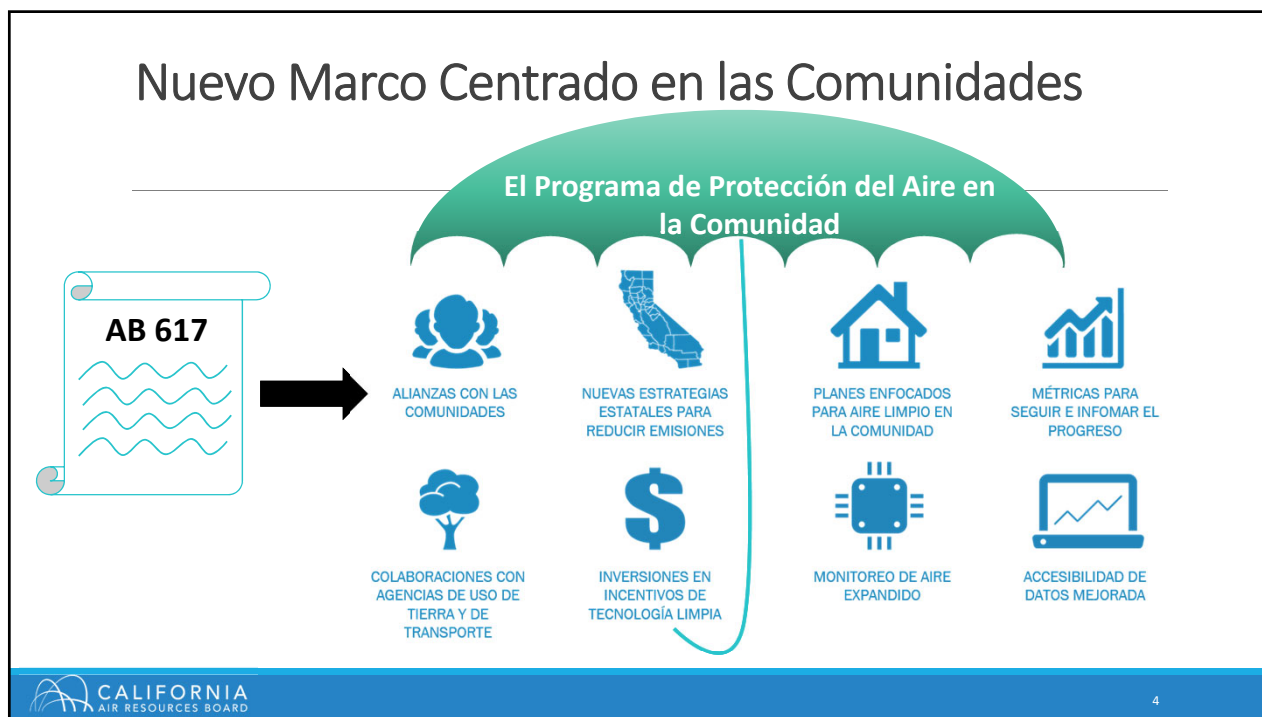 Nuevo Marco Centrado en las Comunidades
El Programa de Protección del Aire en
la Comunidad
AB 617
ALIANZAS CON LAS
COMUNIDADES
NUEVAS ESTRATEGIAS
ESTATALES PARA
REDUCIR EMISIONES
PLANES ENFOCADOS
PARA AIRE LIMPIO EN
LA COMUNIDAD
MÉTRICAS PARA
SEGUIR E INFOMAR EL
PROGRESO
COLABORACIONES CON
AGENCIAS DE USO DE
TIERRA Y DE
TRANSPORTE
INVERSIONES EN
INCENTIVOS DE
TECNOLOGÍA LIMPIA
MONITOREO DE AIRE
EXPANDIDO
ACCESIBILIDAD DE
DATOS MEJORADA
CALIFORNIA
AIR RESOURCES BOARD
4